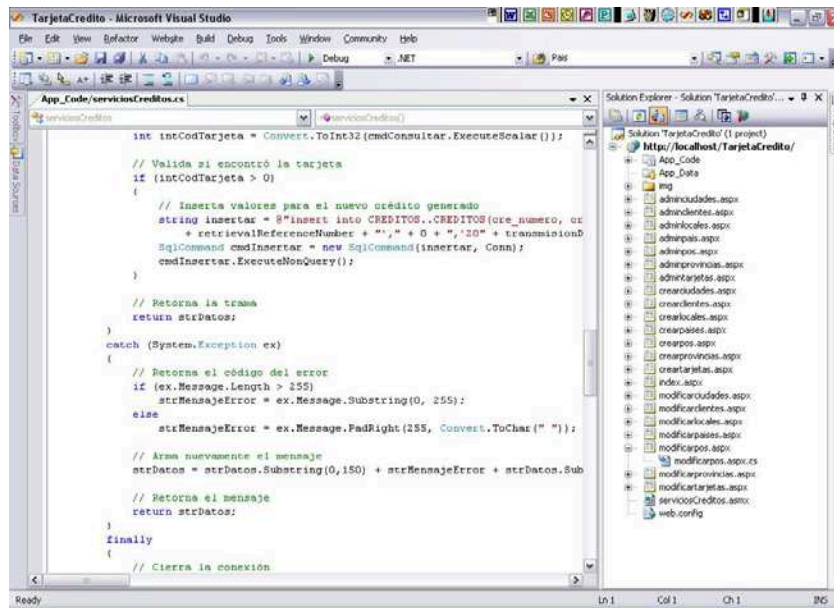 TarjetaCredito - Microsoft Visual Studio
File Edit View Refactor Website Build Debug Tools Window Community Help
Debug .NET Pais
App_Code/serviciosCreditos.cs
serviciosCreditos serviciosCreditos()
Toolbox
Data Sources
int intCodTarjeta = Convert.ToInt32(cmdConsultar.ExecuteScalar());
// Valida si encontró la tarjeta
if (intCodTarjeta > 0)
{
// Inserta valores para el nuevo crédito generado
string insertar = @"insert into CREDITOS..CREDITOS(cre_numero, cr
+ retrievalReferenceNumber + "'," + 0 + ",'20" + transmisionD
SqlCommand cmdInsertar = new SqlCommand(insertar, Conn);
cmdInsertar.ExecuteNonQuery();
}
// Retorna la trama
return strDatos;
}
catch (System.Exception ex)
{
// Retorna el código del error
if (ex.Message.Length > 255)
strMensajeError = ex.Message.Substring(0, 255);
else
strMensajeError = ex.Message.PadRight(255, Convert.ToChar(" "));
// Arma nuevamente el mensaje
strDatos = strDatos.Substring(0,150) + strMensajeError + strDatos.Sub
// Retorna el mensaje
return strDatos;
}
finally
{
// Cierra la conexión
Solution Explorer - Solution 'TarjetaCredito'...
Solution 'TarjetaCredito' (1 project)
http://localhost/TarjetaCredito/
App_Code
App_Data
img
adminciudades.aspx
adminclientes.aspx
adminlocales.aspx
adminpais.aspx
adminpos.aspx
adminprovincias.aspx
admintarjetas.aspx
crearciudades.aspx
crearclientes.aspx
crearlocales.aspx
crearpaises.aspx
crearpos.aspx
crearprovincias.aspx
creartarjetas.aspx
index.aspx
modificarciudades.aspx
modificarclientes.aspx
modificarlocales.aspx
modificarpaises.aspx
modificarpos.aspx
modificarpos.aspx.cs
modificarprovincias.aspx
modificartarjetas.aspx
serviciosCreditos.asmx
web.config
Ready Ln 1 Col 1 Ch 1 INS